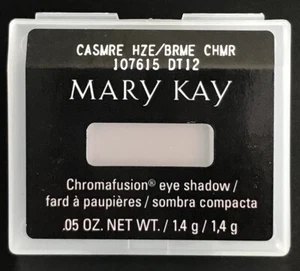 CASMRE HZE/BRME CHMR
107615 DT12
MARY KAY
Chromafusion® eye shadow /
fard à paupières / sombra compacta
.05 OZ. NET WT. / 1.4 g / 1,4 g